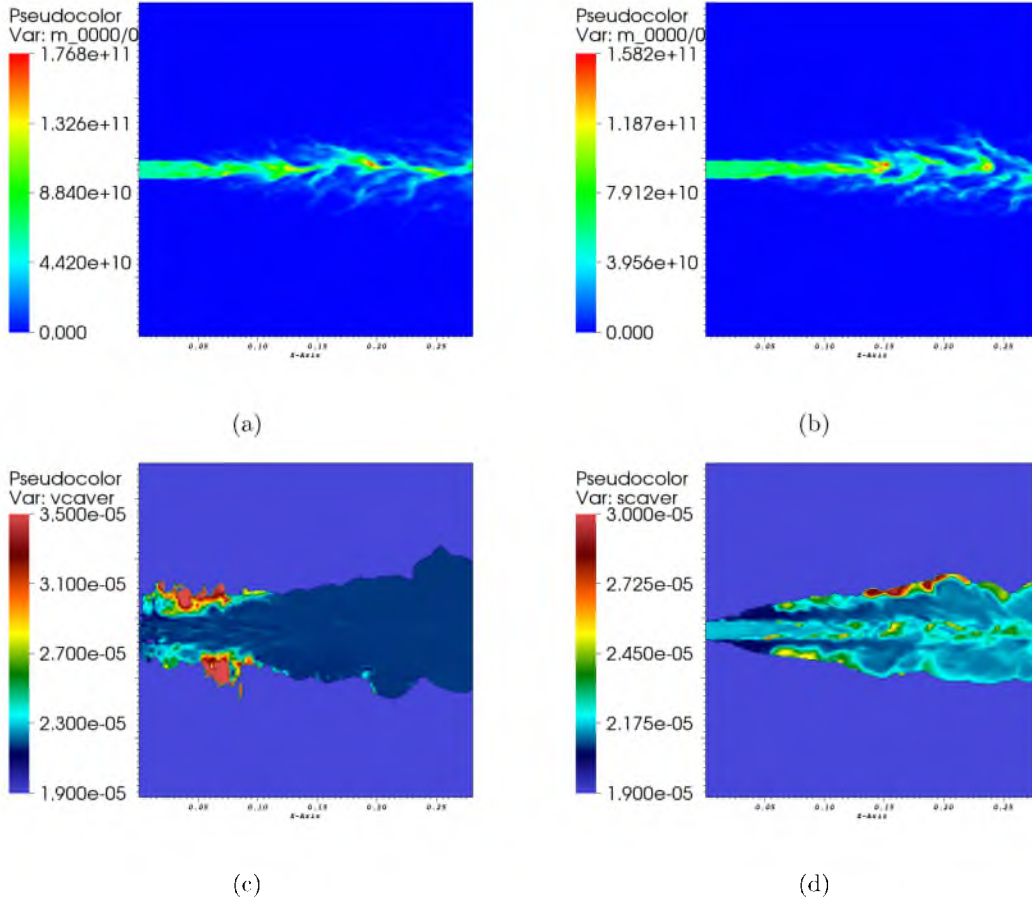 Pseudocolor
Var: m_0000/0
1.768e+11
1.326e+11
8.840e+10
4.420e+10
0.000
0.05 0.10 0.15 0.20 0.25
Z-Axis
(a)
Pseudocolor
Var: m_0000/0
1.582e+11
1.187e+11
7.912e+10
3.956e+10
0.000
0.05 0.10 0.15 0.20 0.25
Z-Axis
(b)
Pseudocolor
Var: vcaver
3.500e-05
3.100e-05
2.700e-05
2.300e-05
1.900e-05
0.05 0.10 0.15 0.20 0.25
Z-Axis
(c)
Pseudocolor
Var: scaver
3.000e-05
2.725e-05
2.450e-05
2.175e-05
1.900e-05
0.05 0.10 0.15 0.20 0.25
Z-Axis
(d)